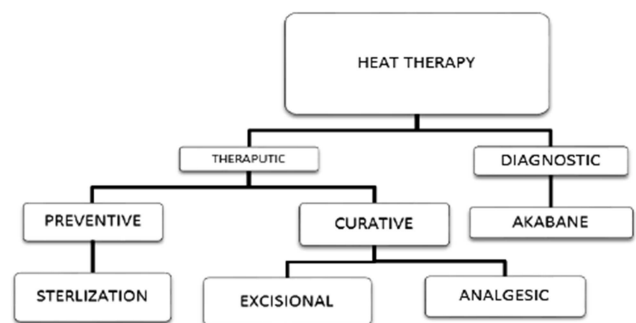 HEAT THERAPY
THERAPUTIC
DIAGNOSTIC
PREVENTIVE
CURATIVE
AKABANE
STERLIZATION
EXCISIONAL
ANALGESIC